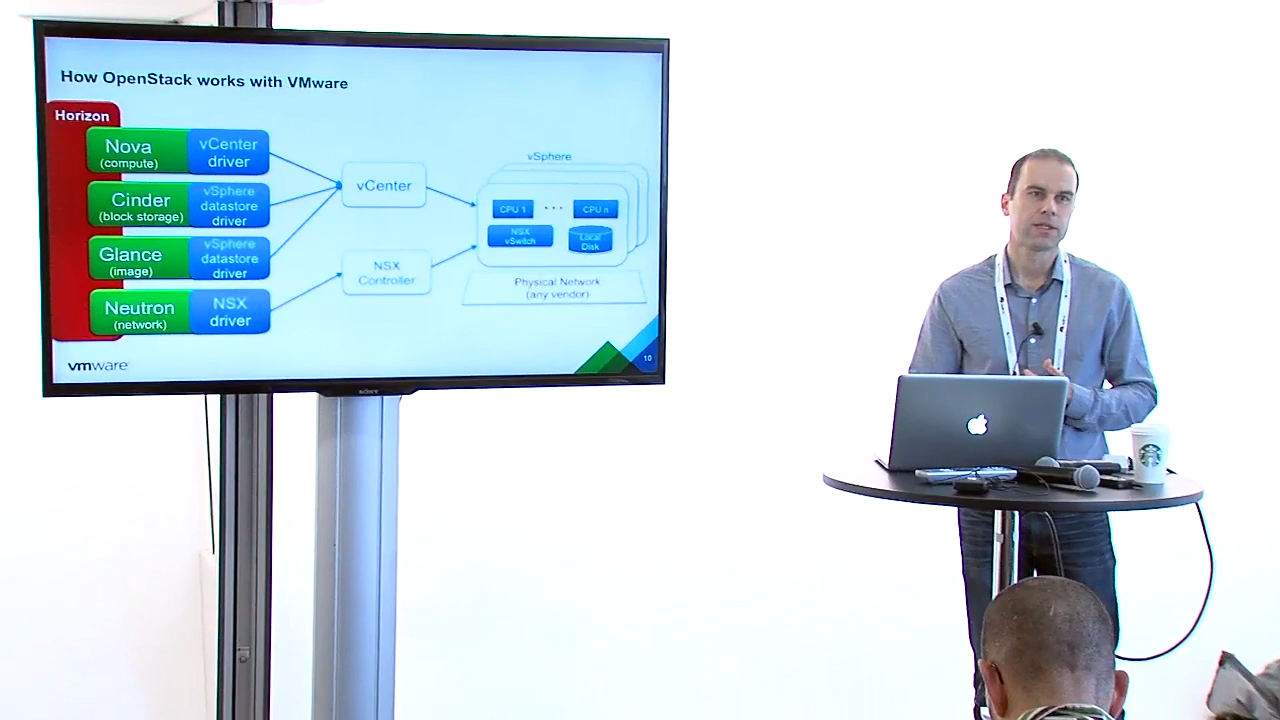 How OpenStack works with VMware
Horizon
Nova
(compute)
vCenter
driver
Cinder
(block storage)
vSphere
datastore
driver
Glance
(image)
vSphere
datastore
driver
Neutron
(network)
NSX
driver
vCenter
NSX
Controller
vSphere
CPU 1
...
CPU n
NSX
vSwitch
Local
Disk
Physical Network
(any vendor)
vmware
10
SONY